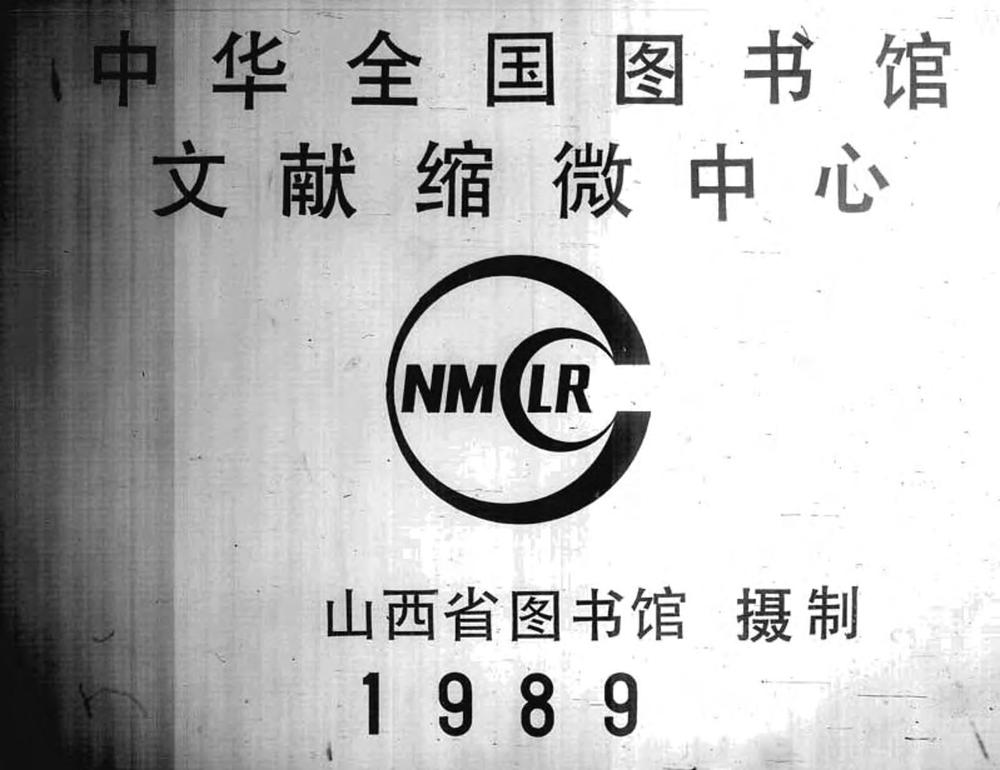 中华全国图书馆
文献缩微中心
NMCLR
山西省图书馆 摄制
1989